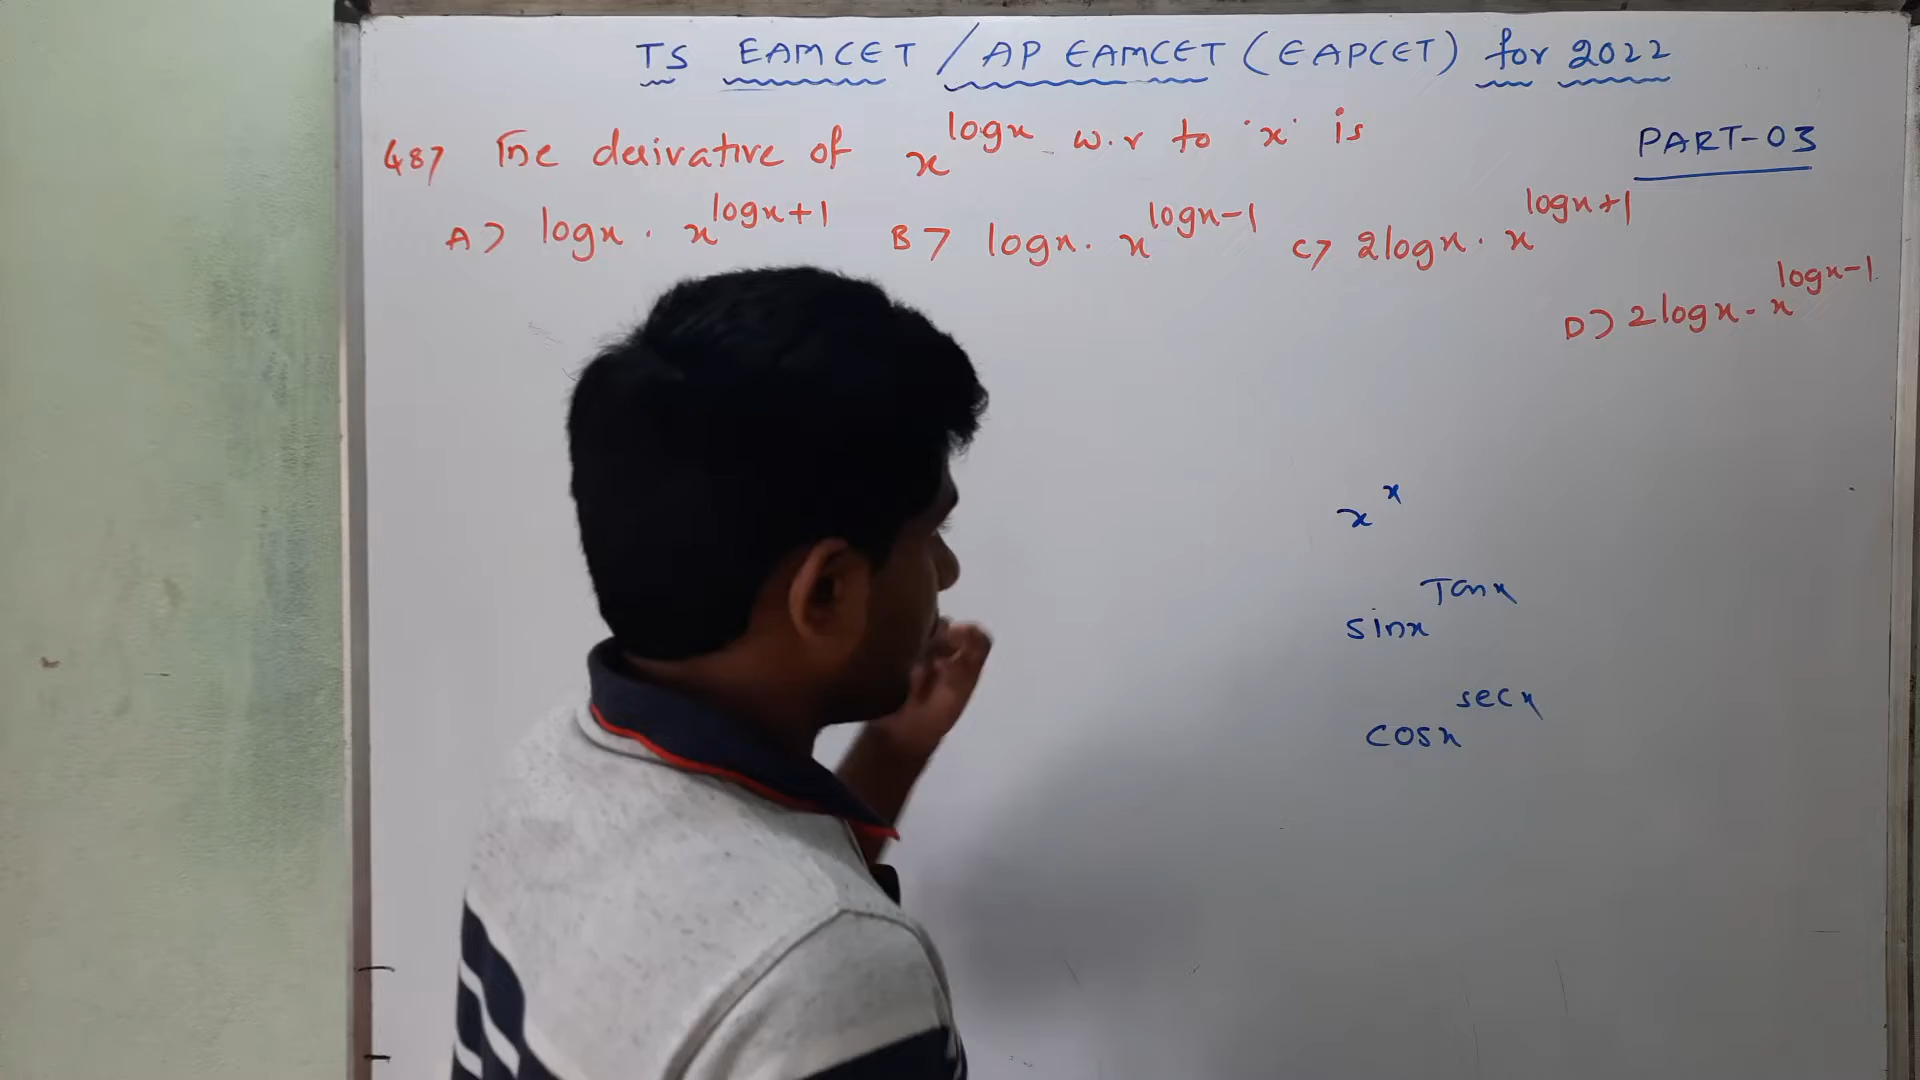 TS EAMCET / AP EAMCET (EAPCET) for 2022
PART-03
48) The derivative of x^logx w.r to 'x' is
A) logx . x^logx+1 B) logx . x^logx-1 C) 2logx . x^logx+1
D) 2logx . x^logx-1
x^x
sinx^Tanx
cosx^secx